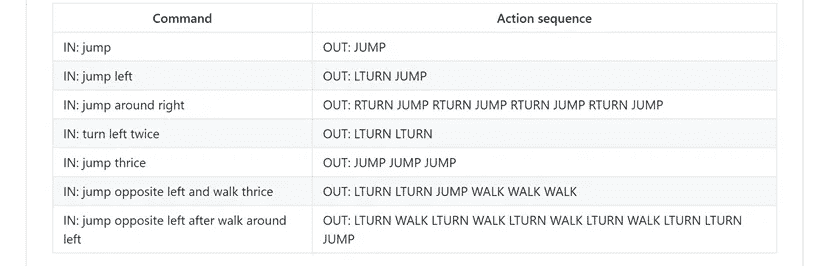 Command Action sequence
IN: jump OUT: JUMP
IN: jump left OUT: LTURN JUMP
IN: jump around right OUT: RTURN JUMP RTURN JUMP RTURN JUMP RTURN JUMP
IN: turn left twice OUT: LTURN LTURN
IN: jump thrice OUT: JUMP JUMP JUMP
IN: jump opposite left and walk thrice OUT: LTURN LTURN JUMP WALK WALK WALK
IN: jump opposite left after walk around OUT: LTURN WALK LTURN WALK LTURN WALK LTURN WALK LTURN LTURN
left JUMP